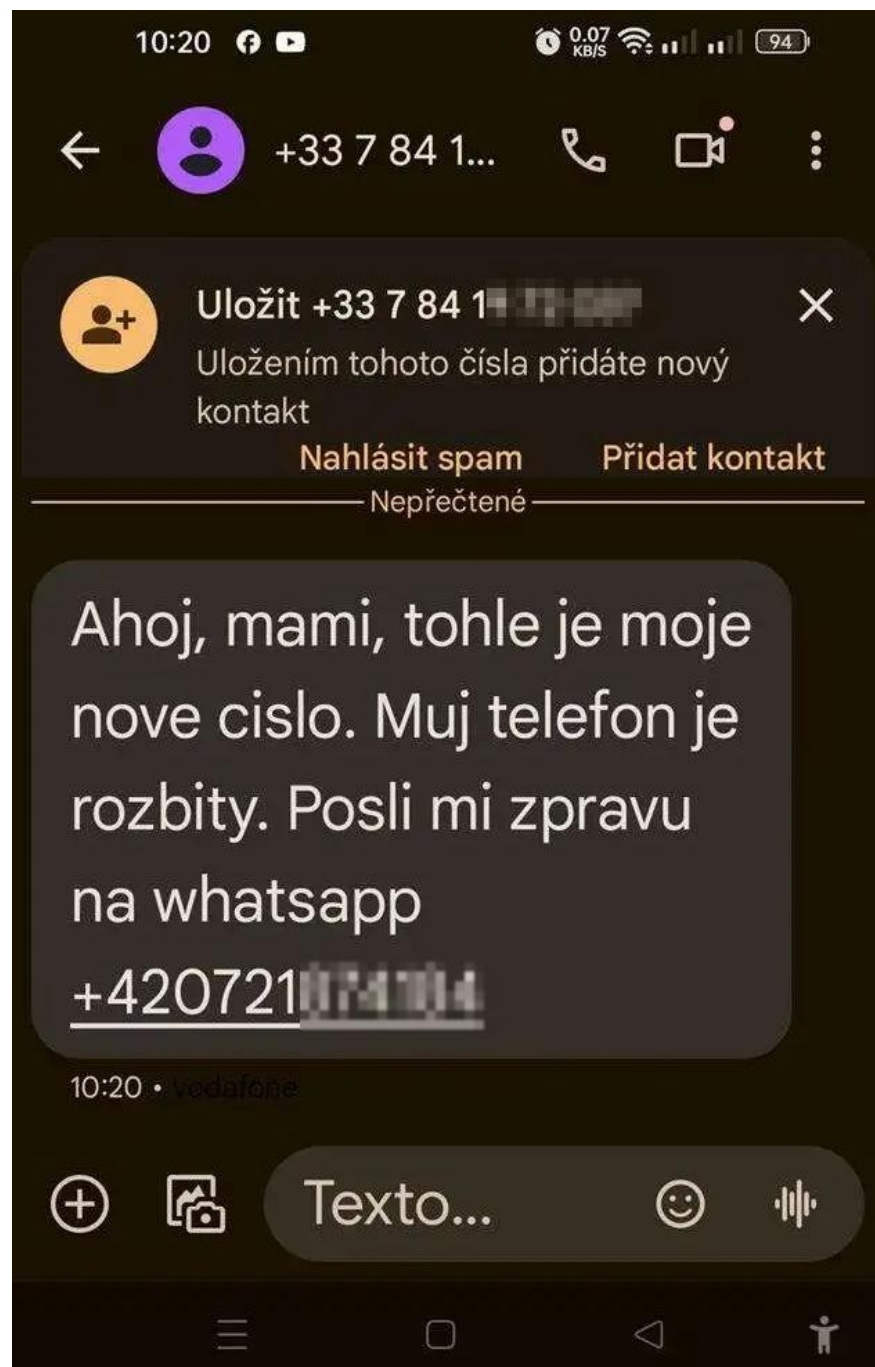 10:20
0.07
KB/S
94
+33 7 84 1...
Uložit +33 7 84 1
Uložením tohoto čísla přidáte nový
kontakt
Nahlásit spam Přidat kontakt
Nepřečtené
Ahoj, mami, tohle je moje
nove cislo. Muj telefon je
rozbity. Posli mi zpravu
na whatsapp
+420721
10:20 • vodafone
Texto...